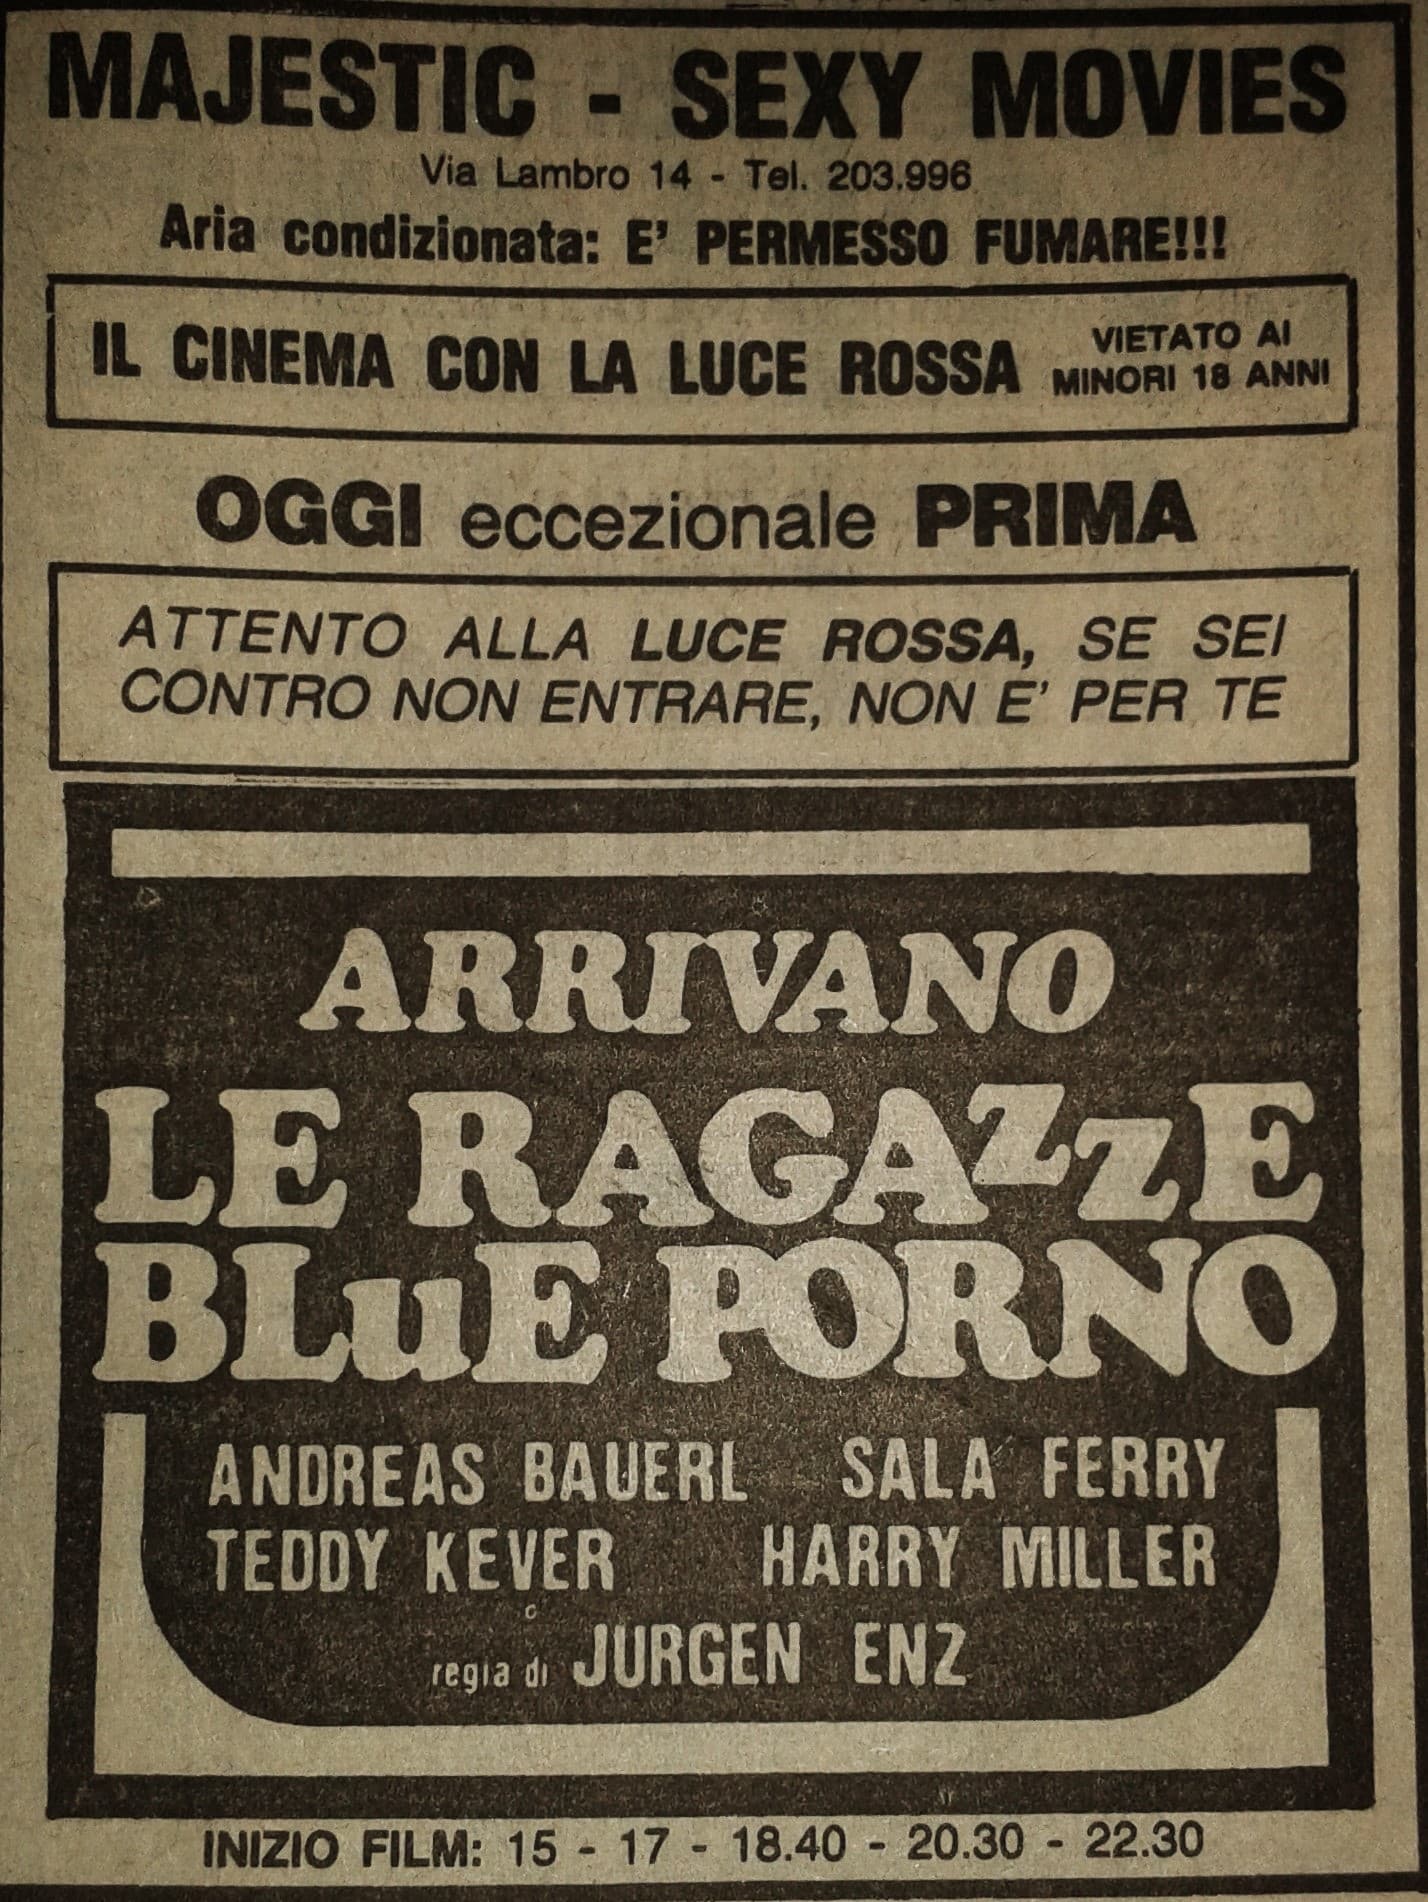 MAJESTIC - SEXY MOVIES
Via Lambro 14 - Tel. 203.996
Aria condizionata: E' PERMESSO FUMARE!!!
IL CINEMA CON LA LUCE ROSSA
VIETATO AI
MINORI 18 ANNI
OGGI eccezionale PRIMA
ATTENTO ALLA LUCE ROSSA, SE SEI
CONTRO NON ENTRARE, NON E' PER TE
ARRIVANO
LE RAGAZZE
BLuE PORNO
ANDREAS BAUERL SALA FERRY
TEDDY KEVER HARRY MILLER
regia di JURGEN ENZ
INIZIO FILM: 15 - 17 - 18.40 - 20.30 - 22.30